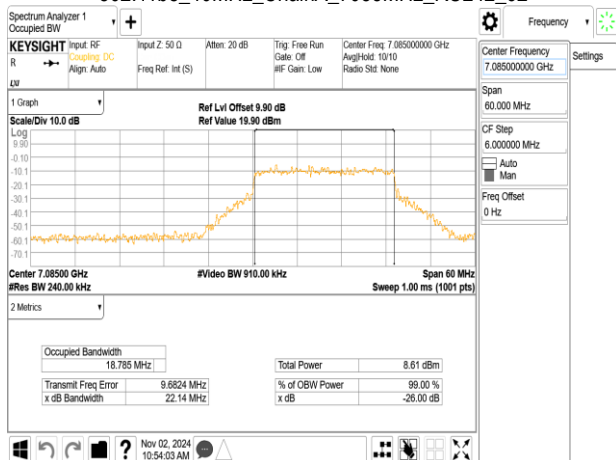 Spectrum Analyzer 1
Occupied BW
KEYSIGHT
R
Input: RF
Coupling: DC
Align: Auto
Input Z: 50 Ω
Freq Ref: Int (S)
Atten: 20 dB
Trig: Free Run
Gate: Off
#IF Gain: Low
Center Freq: 7.085000000 GHz
Avg|Hold: 10/10
Radio Std: None
1 Graph
Scale/Div 10.0 dB
Ref Lvl Offset 9.90 dB
Ref Value 19.90 dBm
Log
9.90
-0.10
-10.1
-20.1
-30.1
-40.1
-50.1
-60.1
-70.1
Center 7.08500 GHz
#Res BW 240.00 kHz
#Video BW 910.00 kHz
Span 60 MHz
Sweep 1.00 ms (1001 pts)
2 Metrics
Occupied Bandwidth
18.785 MHz
Transmit Freq Error 9.6824 MHz
x dB Bandwidth 22.14 MHz
Total Power 8.61 dBm
% of OBW Power 99.00 %
x dB -26.00 dB
Nov 02, 2024
10:54:03 AM
Frequency
Settings
Center Frequency
7.085000000 GHz
Span
60.000 MHz
CF Step
6.000000 MHz
Auto
Man
Freq Offset
0 Hz